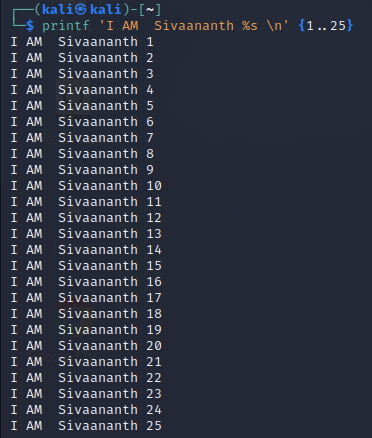 ┌──(kali㉿kali)-[~]
└─$ printf 'I AM  Sivaananth %s \n' {1..25}
I AM  Sivaananth 1
I AM  Sivaananth 2
I AM  Sivaananth 3
I AM  Sivaananth 4
I AM  Sivaananth 5
I AM  Sivaananth 6
I AM  Sivaananth 7
I AM  Sivaananth 8
I AM  Sivaananth 9
I AM  Sivaananth 10
I AM  Sivaananth 11
I AM  Sivaananth 12
I AM  Sivaananth 13
I AM  Sivaananth 14
I AM  Sivaananth 15
I AM  Sivaananth 16
I AM  Sivaananth 17
I AM  Sivaananth 18
I AM  Sivaananth 19
I AM  Sivaananth 20
I AM  Sivaananth 21
I AM  Sivaananth 22
I AM  Sivaananth 23
I AM  Sivaananth 24
I AM  Sivaananth 25